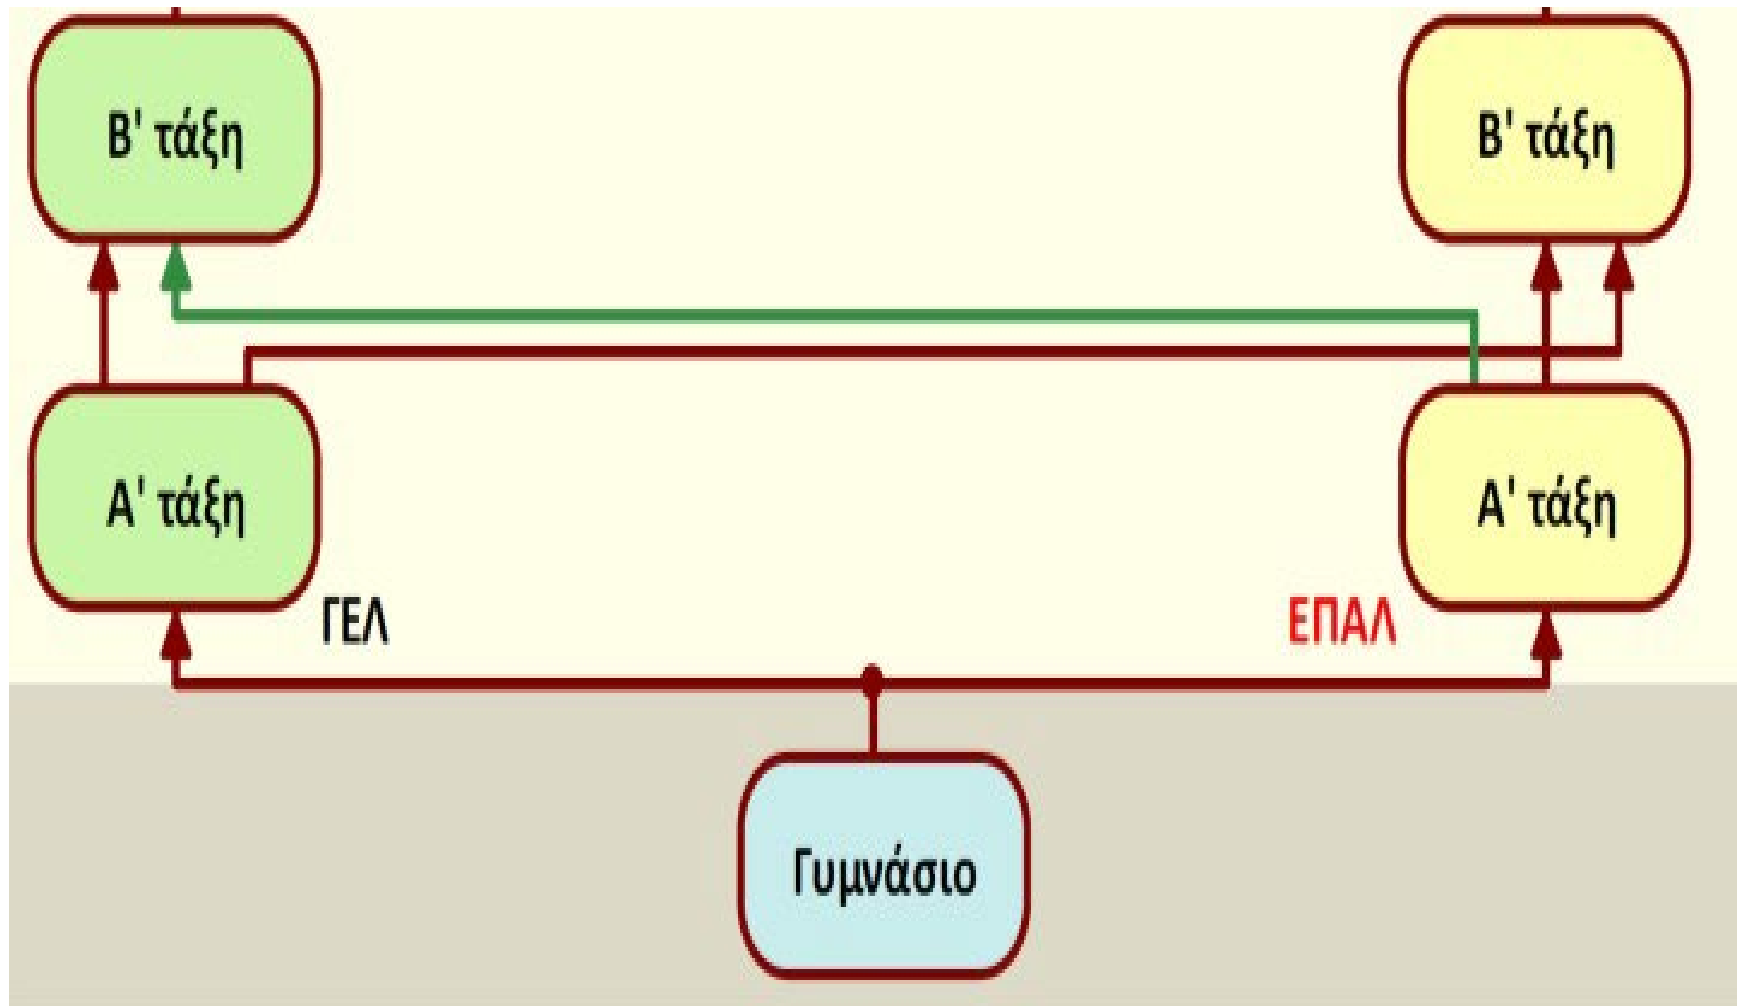 Β' τάξη
Β' τάξη
Α' τάξη
Α' τάξη
ΓΕΛ
ΕΠΑΛ
Γυμνάσιο